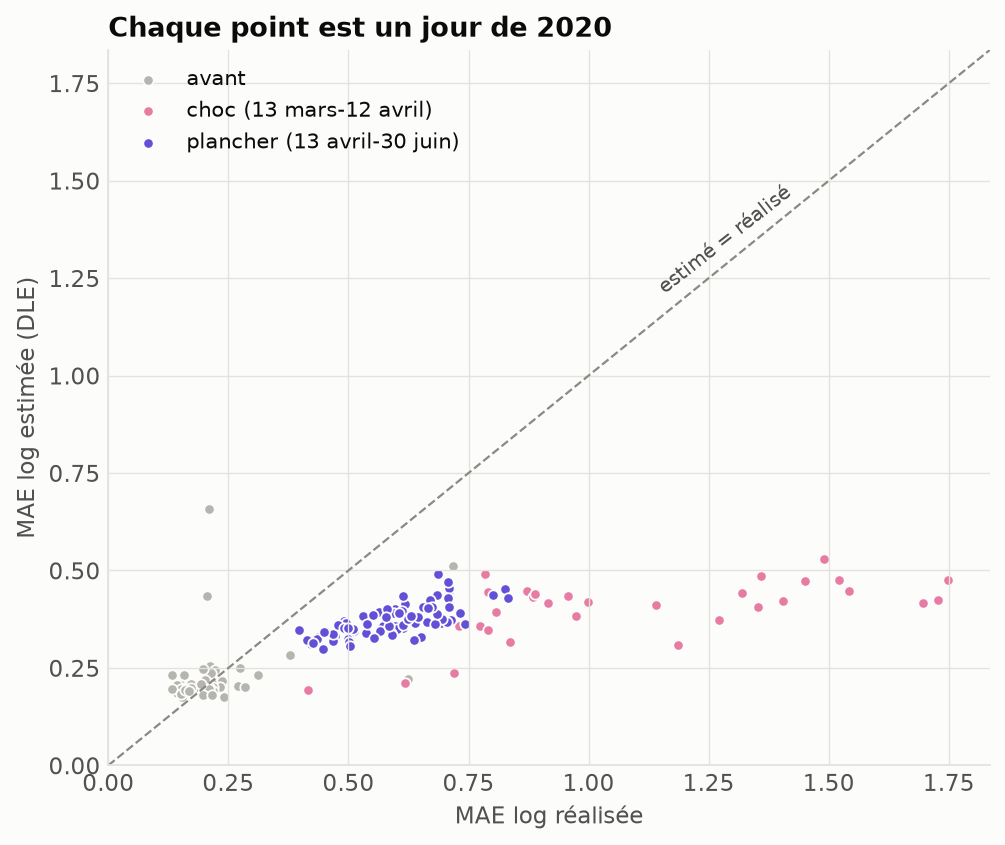 Chaque point est un jour de 2020
avant
choc (13 mars-12 avril)
plancher (13 avril-30 juin)
estimé = réalisé
MAE log estimée (DLE)
1.75
1.50
1.25
1.00
0.75
0.50
0.25
0.00
0.00 0.25 0.50 0.75 1.00 1.25 1.50 1.75
MAE log réalisée